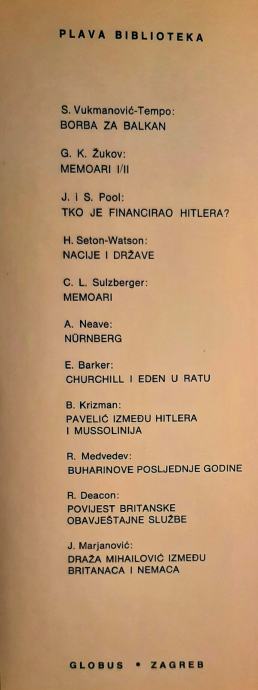 PLAVA BIBLIOTEKA
S. Vukmanović-Tempo:
BORBA ZA BALKAN
G. K. Žukov:
MEMOARI I/II
J. i S. Pool:
TKO JE FINANCIRAO HITLERA?
H. Seton-Watson:
NACIJE I DRŽAVE
C. L. Sulzberger:
MEMOARI
A. Neave:
NÜRNBERG
E. Barker:
CHURCHILL I EDEN U RATU
B. Krizman:
PAVELIĆ IZMEĐU HITLERA
I MUSSOLINIJA
R. Medvedev:
BUHARINOVE POSLJEDNJE GODINE
R. Deacon:
POVIJEST BRITANSKE
OBAVJEŠTAJNE SLUŽBE
J. Marjanović:
DRAŽA MIHAILOVIĆ IZMEĐU
BRITANACA I NEMACA
GLOBUS • ZAGREB